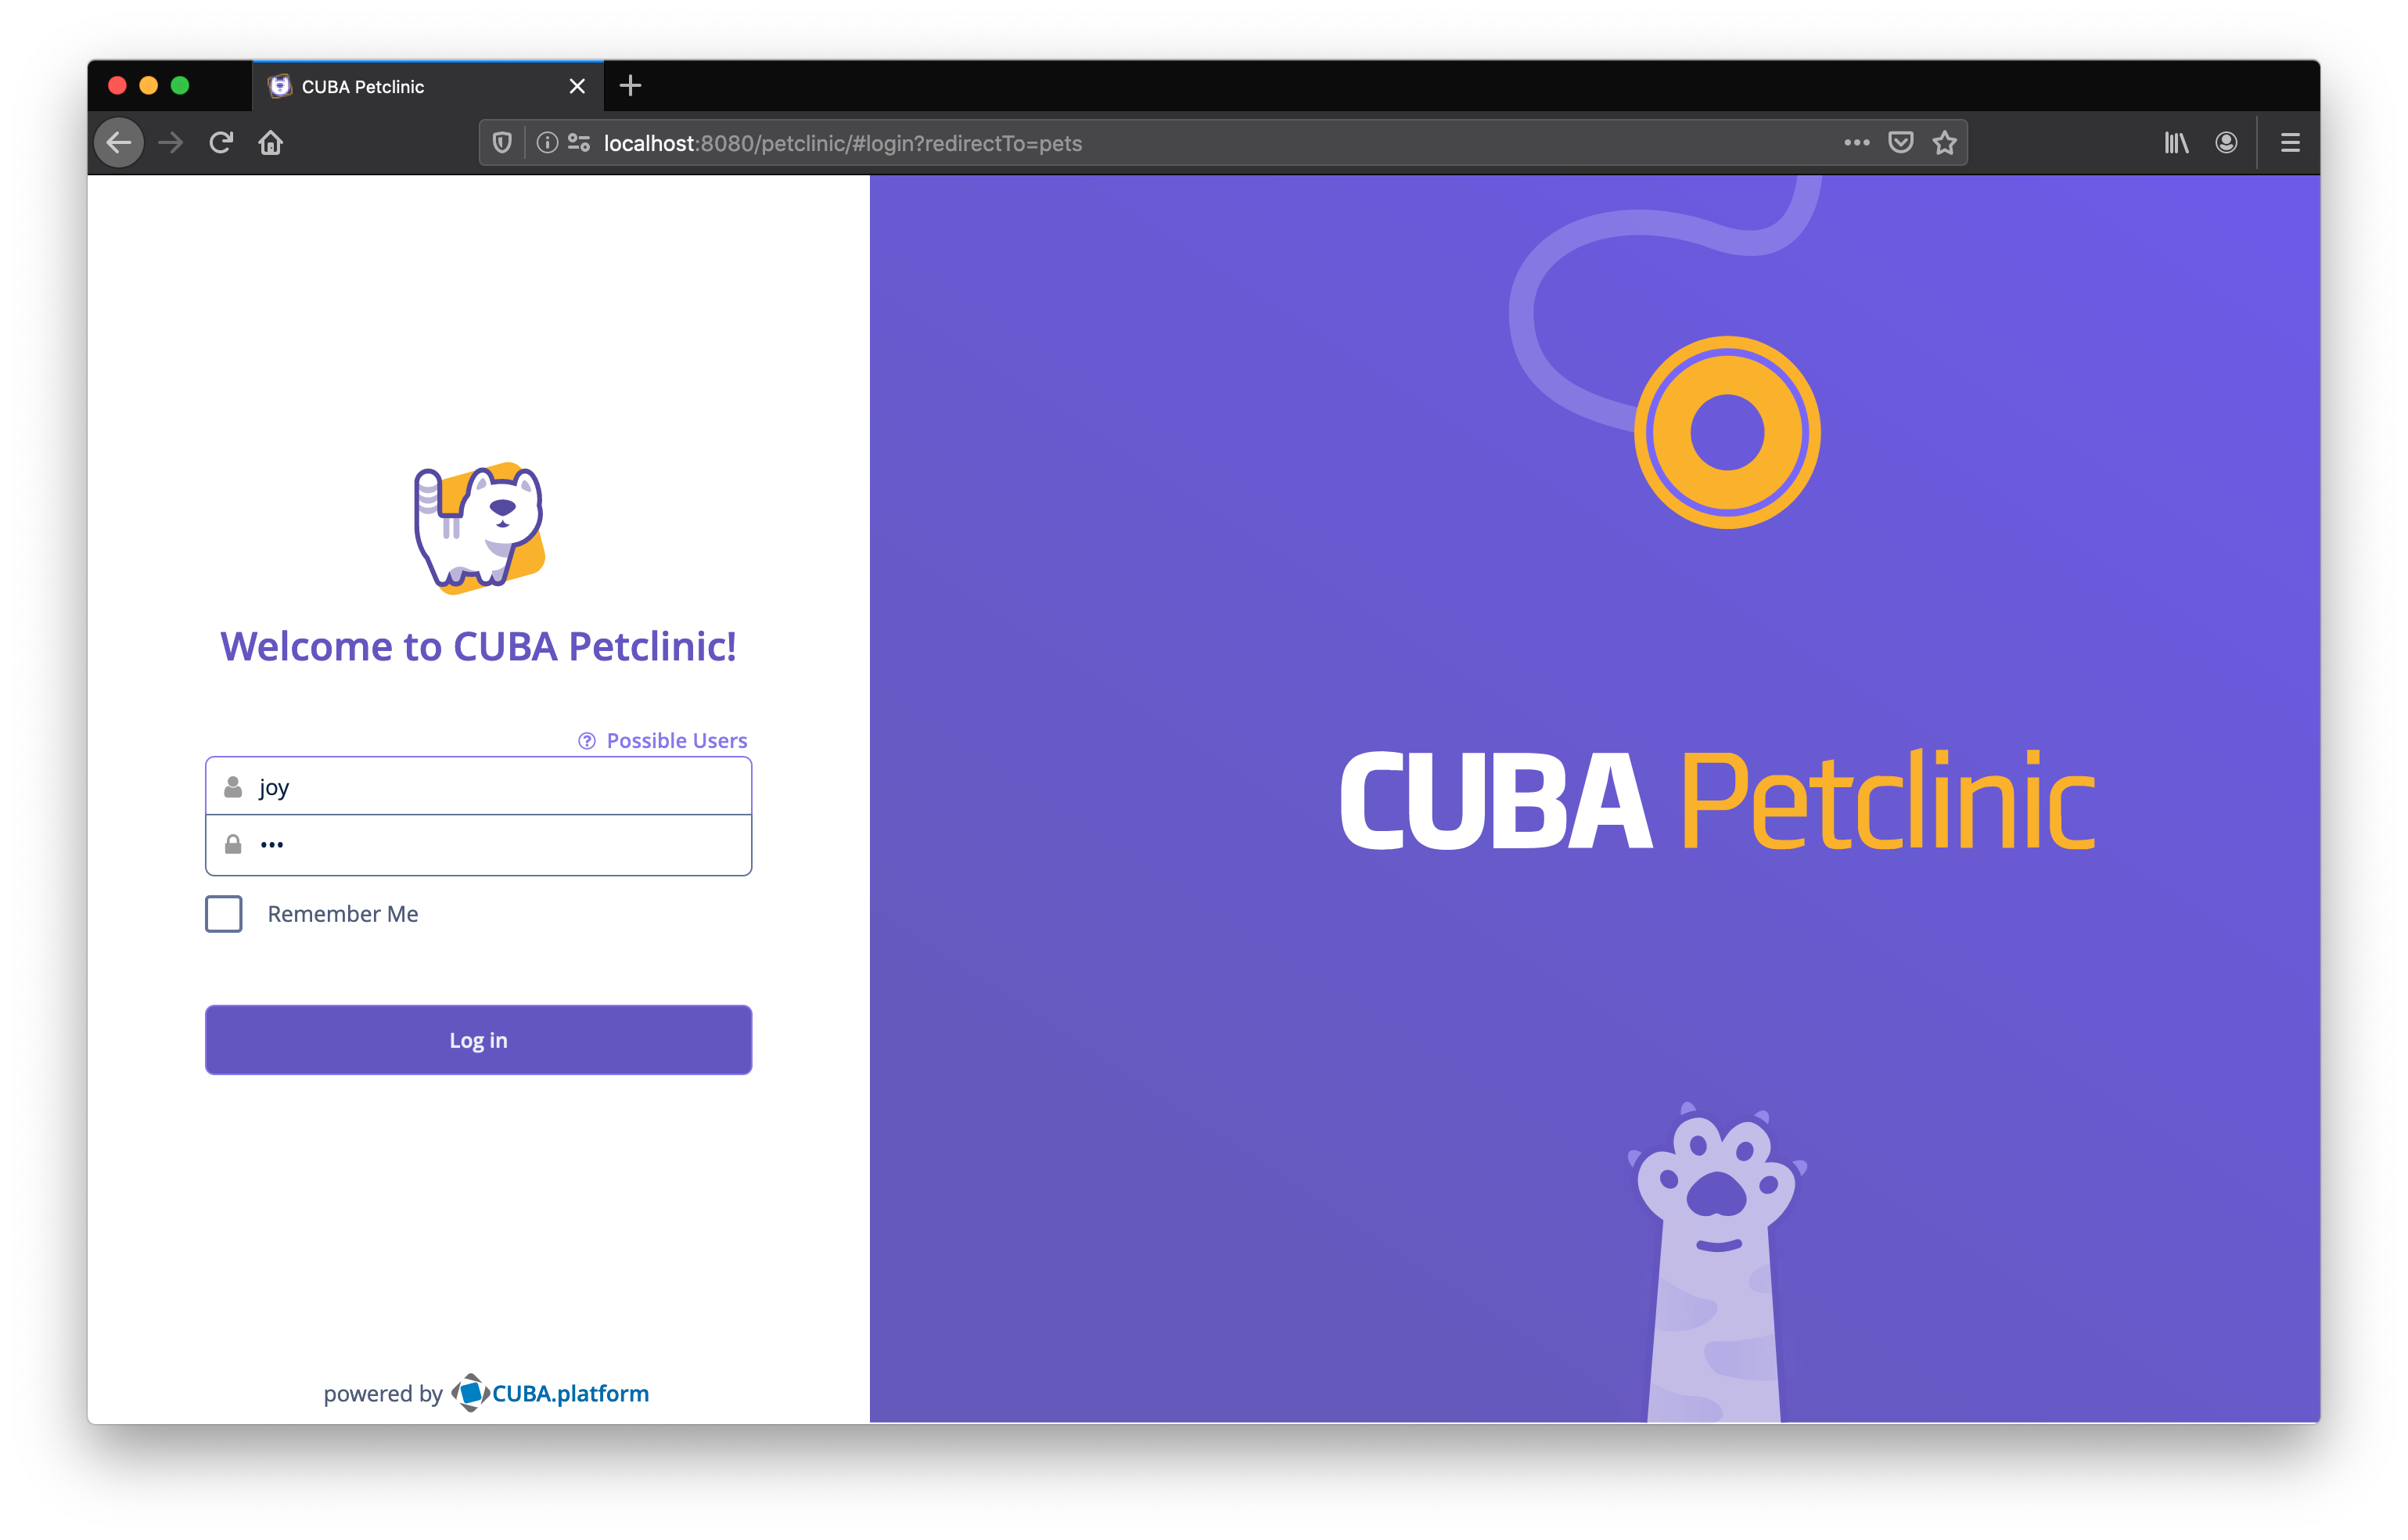 CUBA Petclinic
localhost:8080/petclinic/#login?redirectTo=pets
Welcome to CUBA Petclinic!
Possible Users
joy
•••
Remember Me
Log in
powered by CUBA.platform
CUBA Petclinic